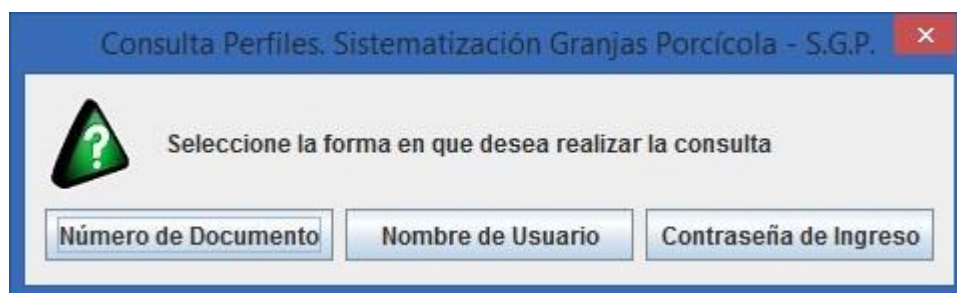 Consulta Perfiles. Sistematización Granjas Porcícola - S.G.P.
Seleccione la forma en que desea realizar la consulta
Número de Documento Nombre de Usuario Contraseña de Ingreso